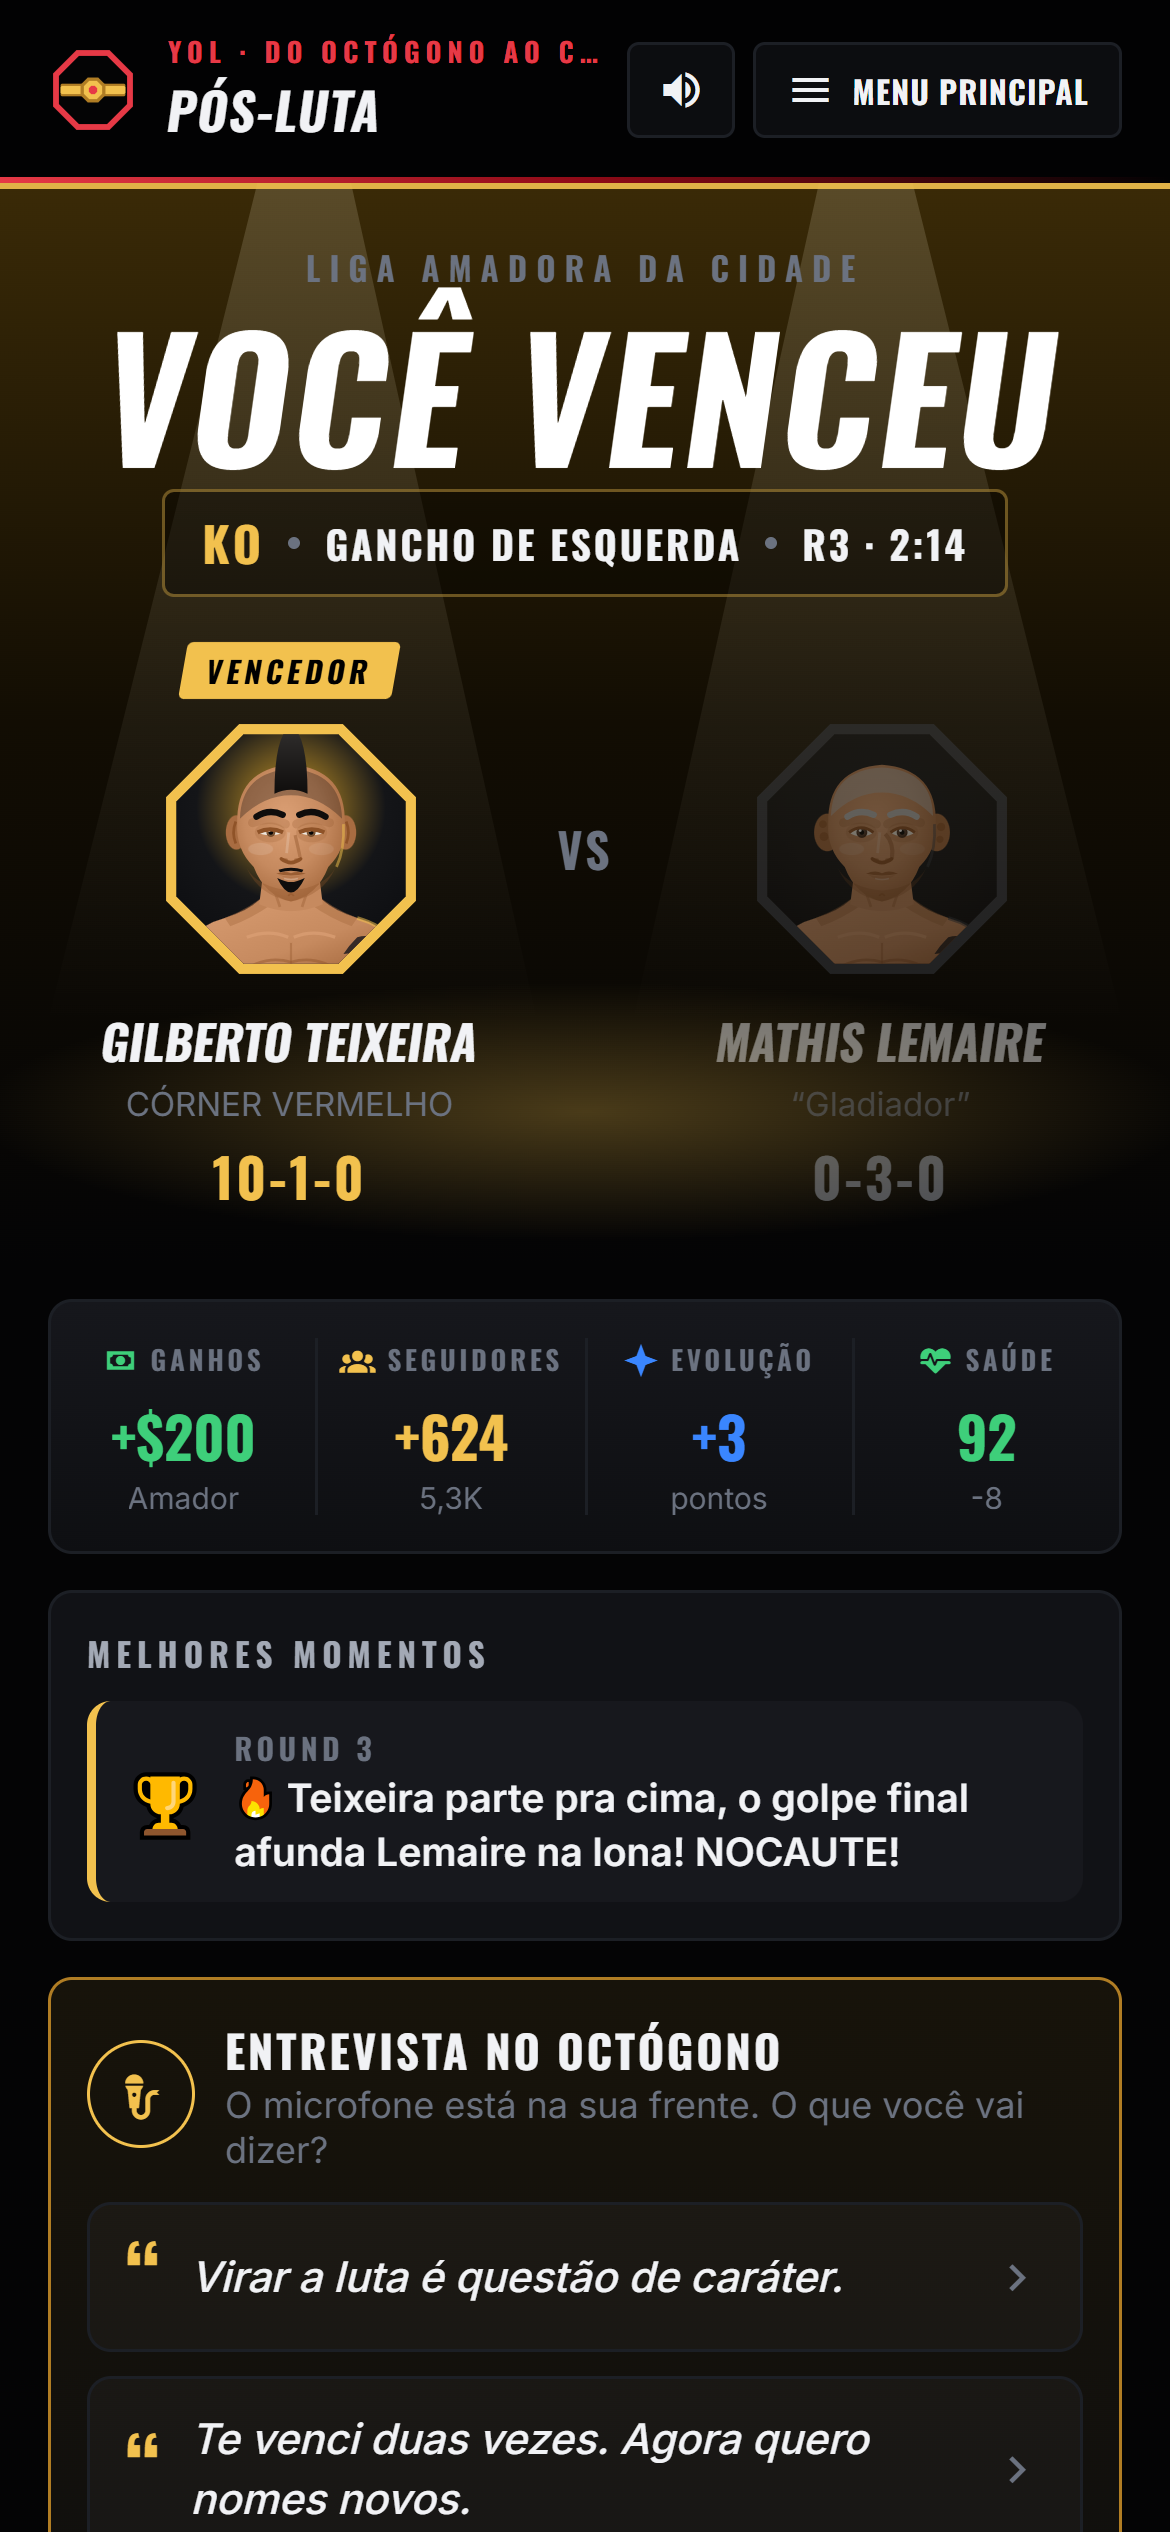 YOL · DO OCTÓGONO AO C…
PÓS-LUTA
MENU PRINCIPAL
LIGA AMADORA DA CIDADE
VOCÊ VENCEU
KO • GANCHO DE ESQUERDA • R3 · 2:14
VENCEDOR
VS
GILBERTO TEIXEIRA
CÓRNER VERMELHO
10-1-0
MATHIS LEMAIRE
“Gladiador”
0-3-0
GANHOS
+$200
Amador
SEGUIDORES
+624
5,3K
EVOLUÇÃO
+3
pontos
SAÚDE
92
-8
MELHORES MOMENTOS
ROUND 3
🔥 Teixeira parte pra cima, o golpe final
afunda Lemaire na lona! NOCAUTE!
ENTREVISTA NO OCTÓGONO
O microfone está na sua frente. O que você vai
dizer?
“ Virar a luta é questão de caráter.
“ Te venci duas vezes. Agora quero
nomes novos.